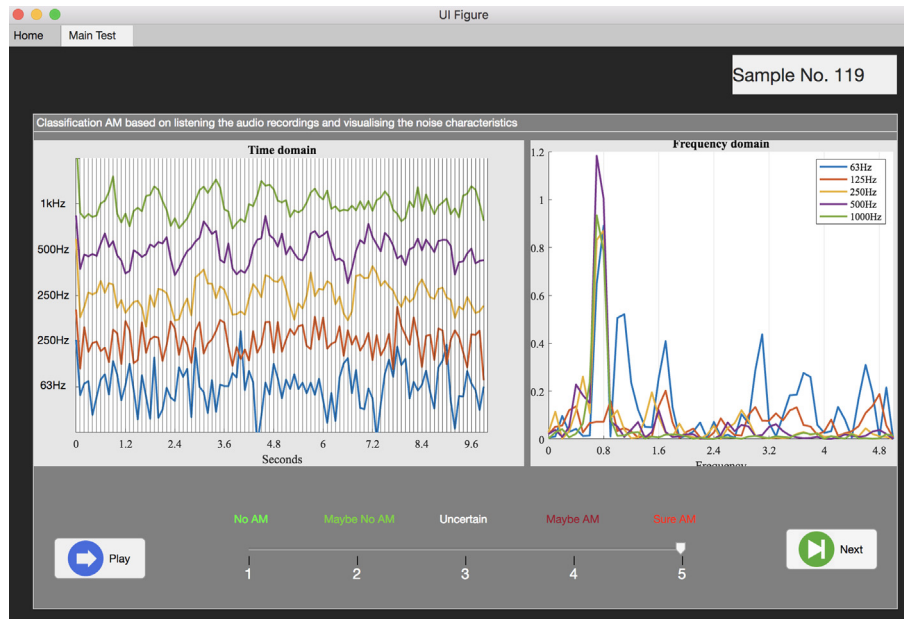 UI Figure
Home Main Test
Sample No. 119
Classification AM based on listening the audio recordings and visualising the noise characteristics
Time domain
1kHz
500Hz
250Hz
250Hz
63Hz
0 1.2 2.4 3.6 4.8 6 7.2 8.4 9.6
Seconds
Frequency domain
1.2
1
0.8
0.6
0.4
0.2
0
63Hz
125Hz
250Hz
500Hz
1000Hz
0 0.8 1.6 2.4 3.2 4 4.8
Frequency
No AM Maybe No AM Uncertain Maybe AM Sure AM
Play
1 2 3 4 5
Next